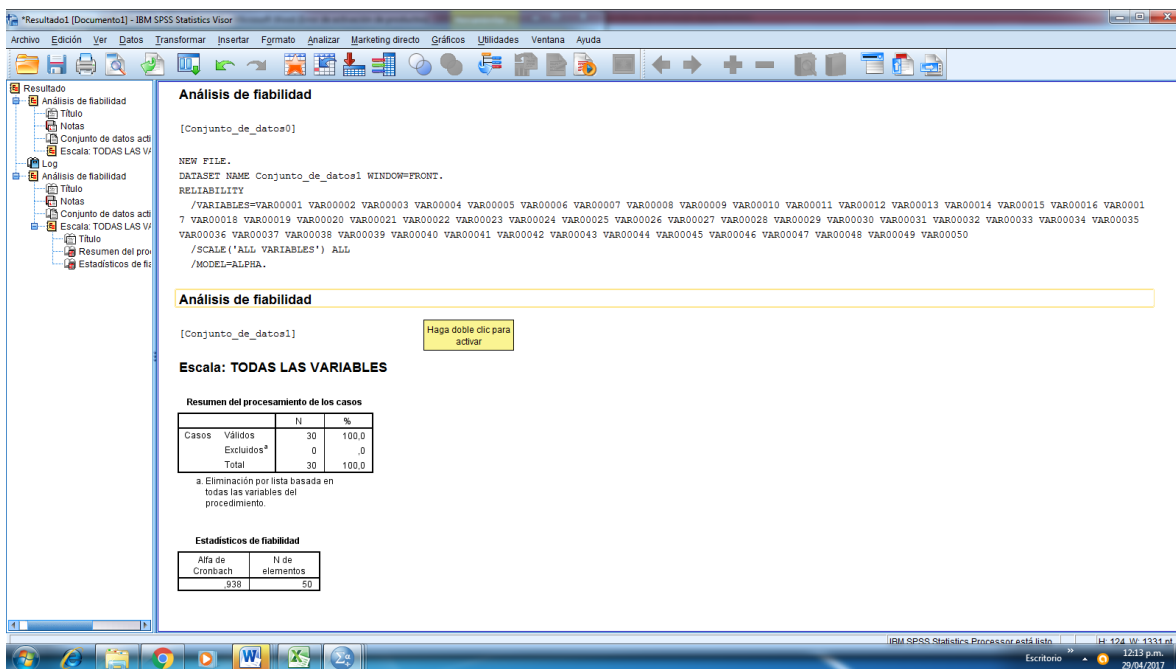 *Resultado1 [Documento1] - IBM SPSS Statistics Visor
Archivo Edición Ver Datos Transformar Insertar Formato Analizar Marketing directo Gráficos Utilidades Ventana Ayuda
Resultado
Análisis de fiabilidad
Título
Notas
Conjunto de datos acti
Escala: TODAS LAS VA
Log
Análisis de fiabilidad
Título
Notas
Conjunto de datos acti
Escala: TODAS LAS VA
Título
Resumen del pro
Estadísticos de fia
Análisis de fiabilidad
[Conjunto_de_datos0]
NEW FILE.
DATASET NAME Conjunto_de_datos1 WINDOW=FRONT.
RELIABILITY
/VARIABLES=VAR00001 VAR00002 VAR00003 VAR00004 VAR00005 VAR00006 VAR00007 VAR00008 VAR00009 VAR00010 VAR00011 VAR00012 VAR00013 VAR00014 VAR00015 VAR00016 VAR0001
7 VAR00018 VAR00019 VAR00020 VAR00021 VAR00022 VAR00023 VAR00024 VAR00025 VAR00026 VAR00027 VAR00028 VAR00029 VAR00030 VAR00031 VAR00032 VAR00033 VAR00034 VAR00035
VAR00036 VAR00037 VAR00038 VAR00039 VAR00040 VAR00041 VAR00042 VAR00043 VAR00044 VAR00045 VAR00046 VAR00047 VAR00048 VAR00049 VAR00050
/SCALE('ALL VARIABLES') ALL
/MODEL=ALPHA.
Análisis de fiabilidad
[Conjunto_de_datos1]
Haga doble clic para
activar
Escala: TODAS LAS VARIABLES
Resumen del procesamiento de los casos
N %
Casos Válidos 30 100,0
Excluidosa 0 ,0
Total 30 100,0
a. Eliminación por lista basada en
todas las variables del
procedimiento.
Estadísticos de fiabilidad
Alfa de
Cronbach
N de
elementos
,938 50
IBM SPSS Statistics Processor está listo
H: 124, W: 1331 pt
Escritorio
12:13 p.m.
29/04/2017